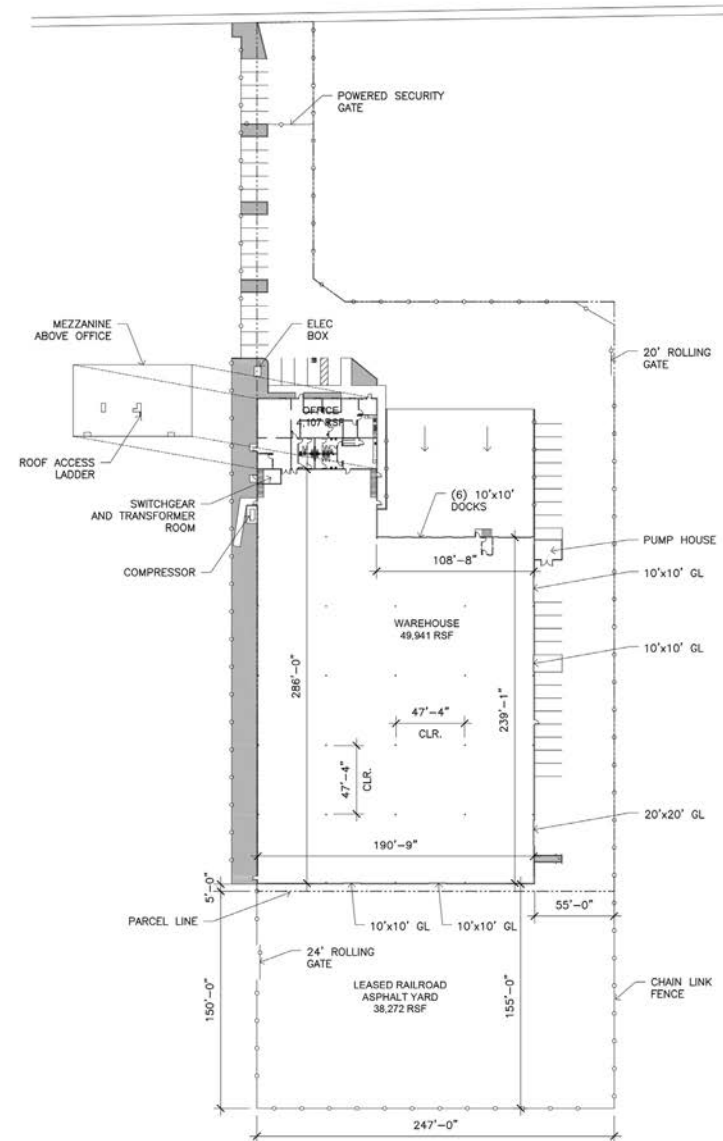 POWERED SECURITY
GATE
MEZZANINE
ABOVE OFFICE
ELEC
BOX
20' ROLLING
GATE
OFFICE
4,107 RSF
ROOF ACCESS
LADDER
(6) 10'x10'
DOCKS
SWITCHGEAR
AND TRANSFORMER
ROOM
PUMP HOUSE
COMPRESSOR
108'-8"
10'x10' GL
WAREHOUSE
49,941 RSF
10'x10' GL
286'-0"
239'-1"
47'-4"
CLR.
47'-4"
CLR.
20'x20' GL
190'-9"
5'-0"
PARCEL LINE
10'x10' GL
10'x10' GL
55'-0"
24' ROLLING
GATE
LEASED RAILROAD
ASPHALT YARD
38,272 RSF
150'-0"
155'-0"
CHAIN LINK
FENCE
247'-0"